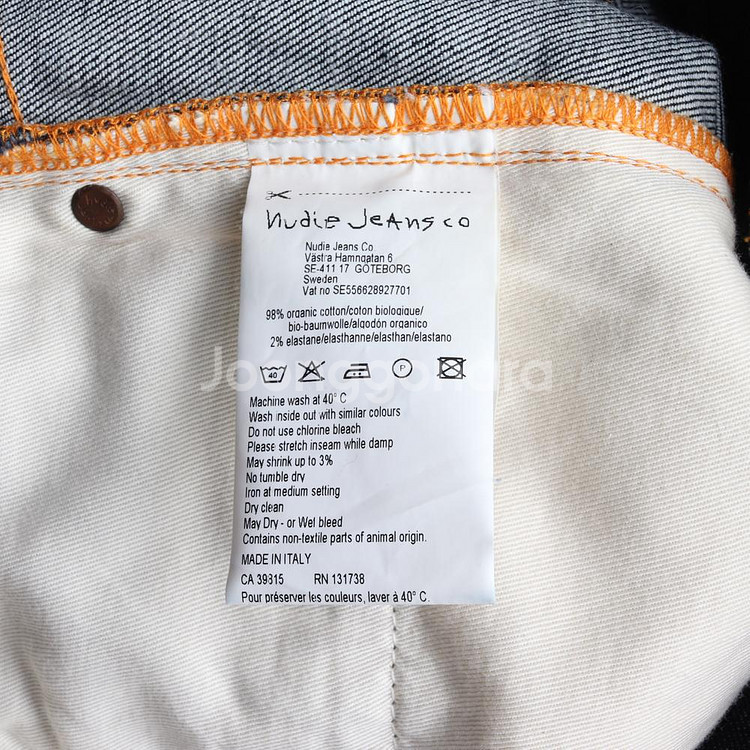 Nudie Jeans co
Nudie Jeans Co
Västra Hamngatan 6
SE-411 17 GÖTEBORG
Sweden
Vat no SE556628927701
98% organic cotton/coton biologique/
bio-baumwolle/algodón orgánico
2% elastane/elasthanne/elasthan/elastano
40 P
Machine wash at 40° C
Wash inside out with similar colours
Do not use chlorine bleach
Please stretch inseam while damp
May shrink up to 3%
No tumble dry
Iron at medium setting
Dry clean
May Dry - or Wet bleed
Contains non-textile parts of animal origin.
MADE IN ITALY
CA 39815 RN 131738
Pour préserver les couleurs, laver à 40° C.
Joonggonara